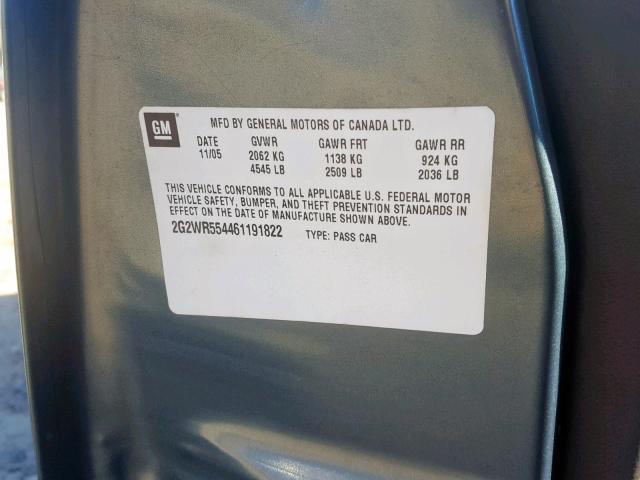 GM
MFD BY GENERAL MOTORS OF CANADA LTD.
DATE GVWR GAWR FRT GAWR RR
11/05 2062 KG 1138 KG 924 KG
4545 LB 2509 LB 2036 LB
THIS VEHICLE CONFORMS TO ALL APPLICABLE U.S. FEDERAL MOTOR
VEHICLE SAFETY, BUMPER, AND THEFT PREVENTION STANDARDS IN
EFFECT ON THE DATE OF MANUFACTURE SHOWN ABOVE.
2G2WR554461191822 TYPE: PASS CAR